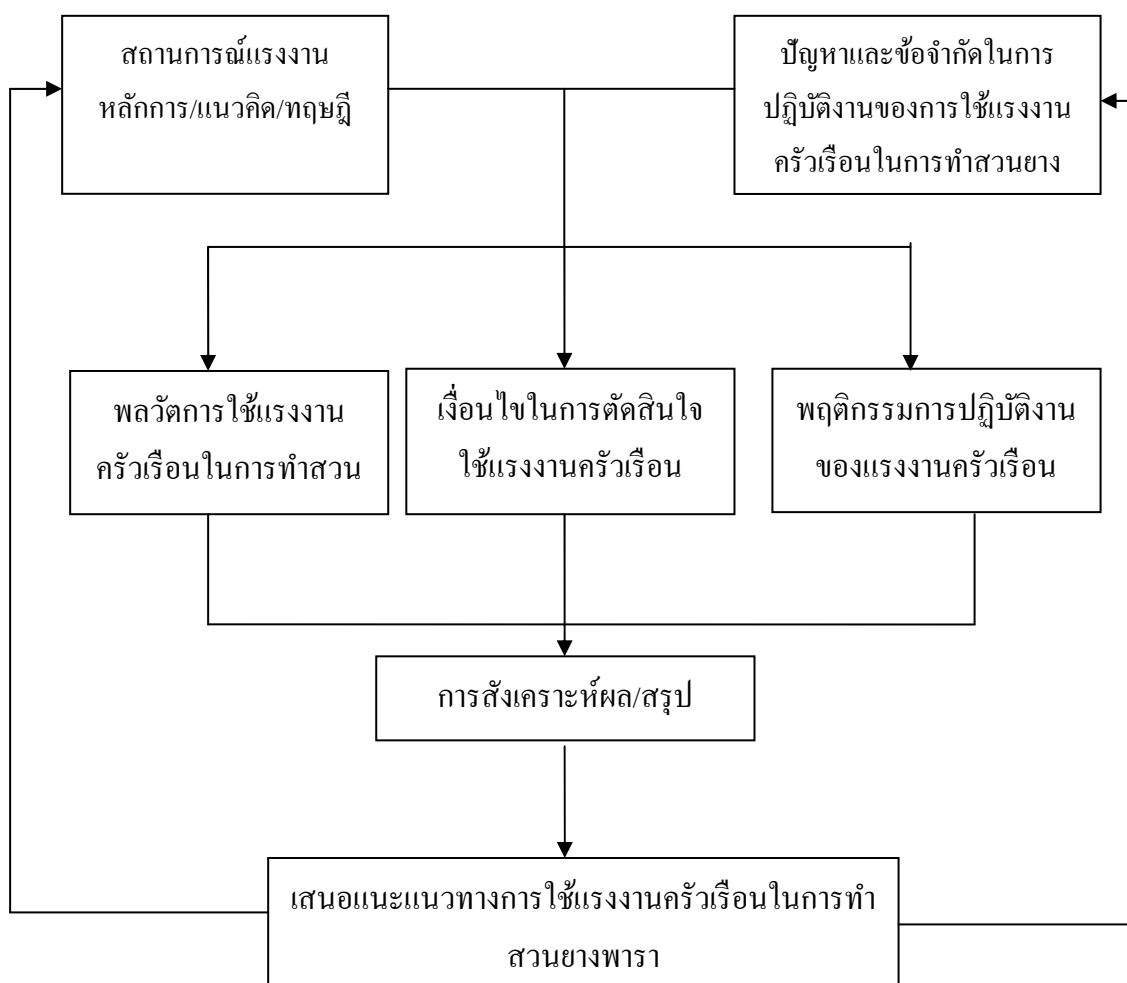 สถานการณ์แรงงาน
หลักการ/แนวคิด/ทฤษฎี
ปัญหาและข้อจำกัดในการ
ปฏิบัติงานของการใช้แรงงาน
ครัวเรือนในการทำสวนยาง
พลวัตการใช้แรงงาน
ครัวเรือนในการทำสวน
เงื่อนไขในการตัดสินใจ
ใช้แรงงานครัวเรือน
พฤติกรรมการปฏิบัติงาน
ของแรงงานครัวเรือน
การสังเคราะห์ผล/สรุป
เสนอแนะแนวทางการใช้แรงงานครัวเรือนในการทำ
สวนยางพารา